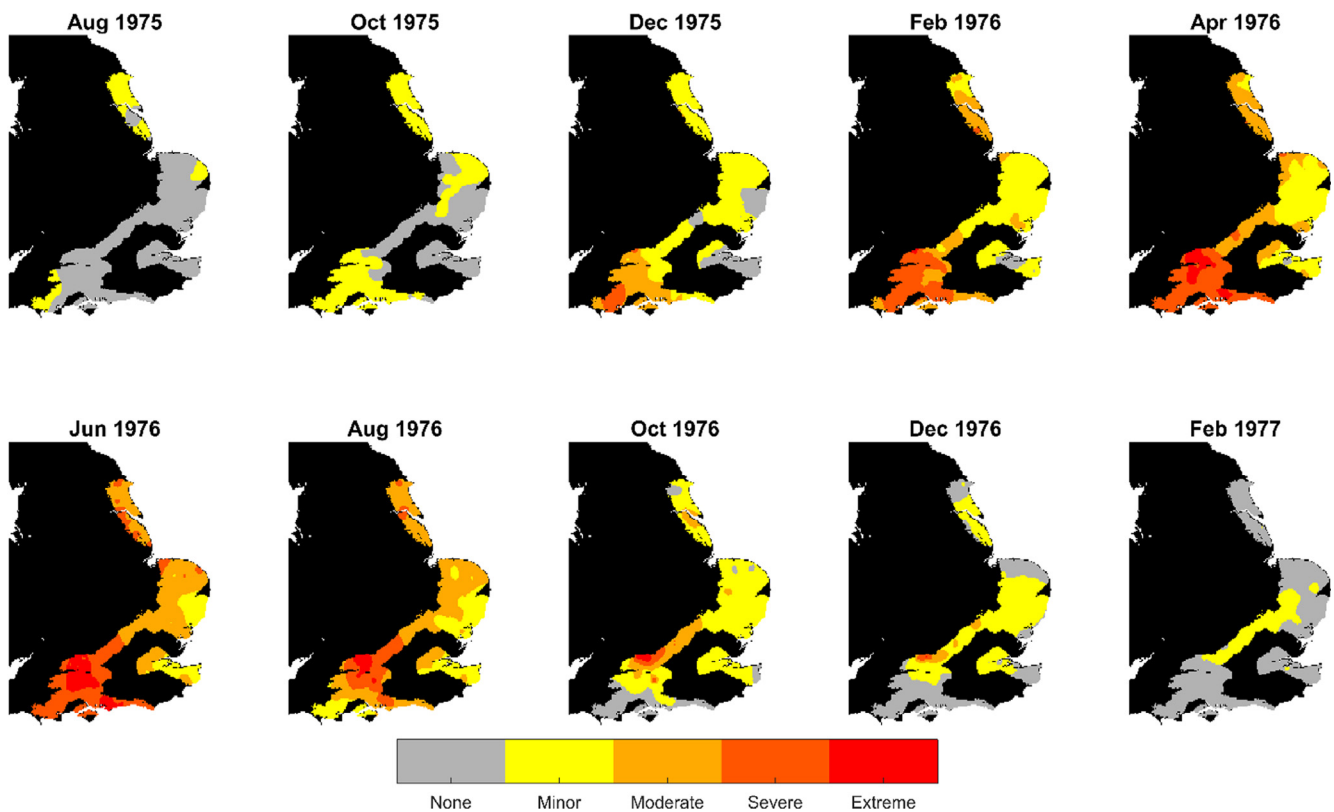 Aug 1975
Oct 1975
Dec 1975
Feb 1976
Apr 1976
Jun 1976
Aug 1976
Oct 1976
Dec 1976
Feb 1977
None
Minor
Moderate
Severe
Extreme